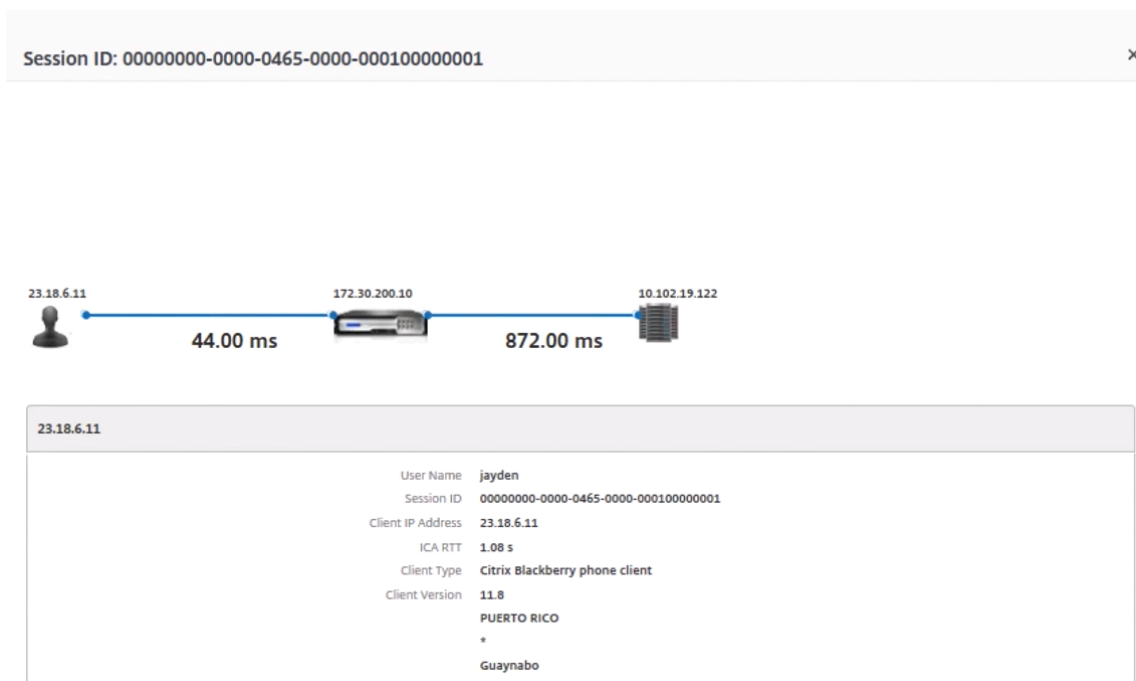 Session ID: 00000000-0000-0465-0000-000100000001 ×
23.18.6.11 172.30.200.10 10.102.19.122
44.00 ms 872.00 ms
23.18.6.11
User Name jayden
Session ID 00000000-0000-0465-0000-000100000001
Client IP Address 23.18.6.11
ICA RTT 1.08 s
Client Type Citrix Blackberry phone client
Client Version 11.8
PUERTO RICO
*
Guaynabo